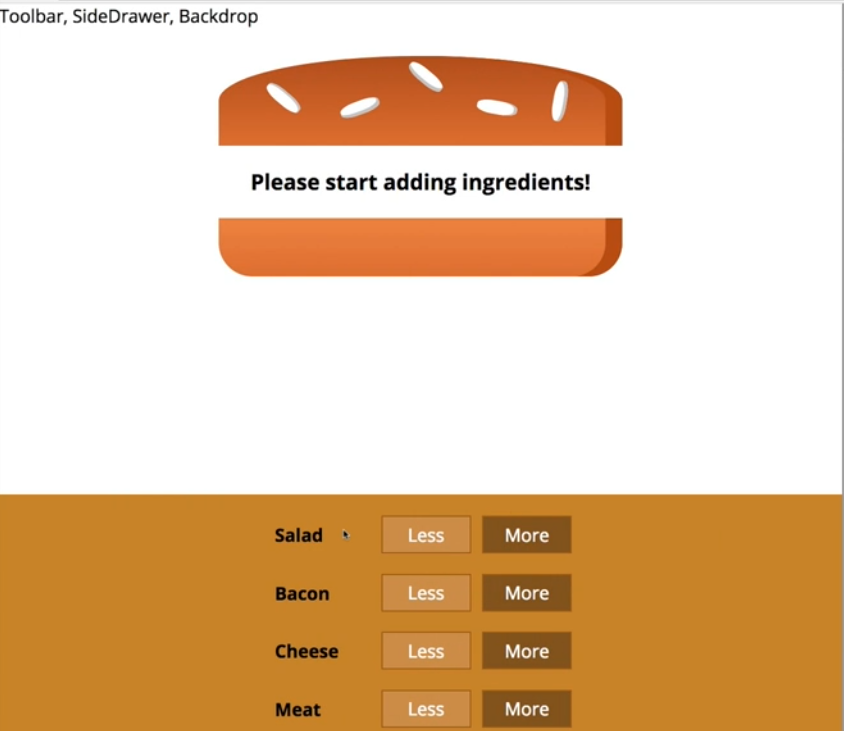 Toolbar, SideDrawer, Backdrop
Please start adding ingredients!
Salad Less More
Bacon Less More
Cheese Less More
Meat Less More